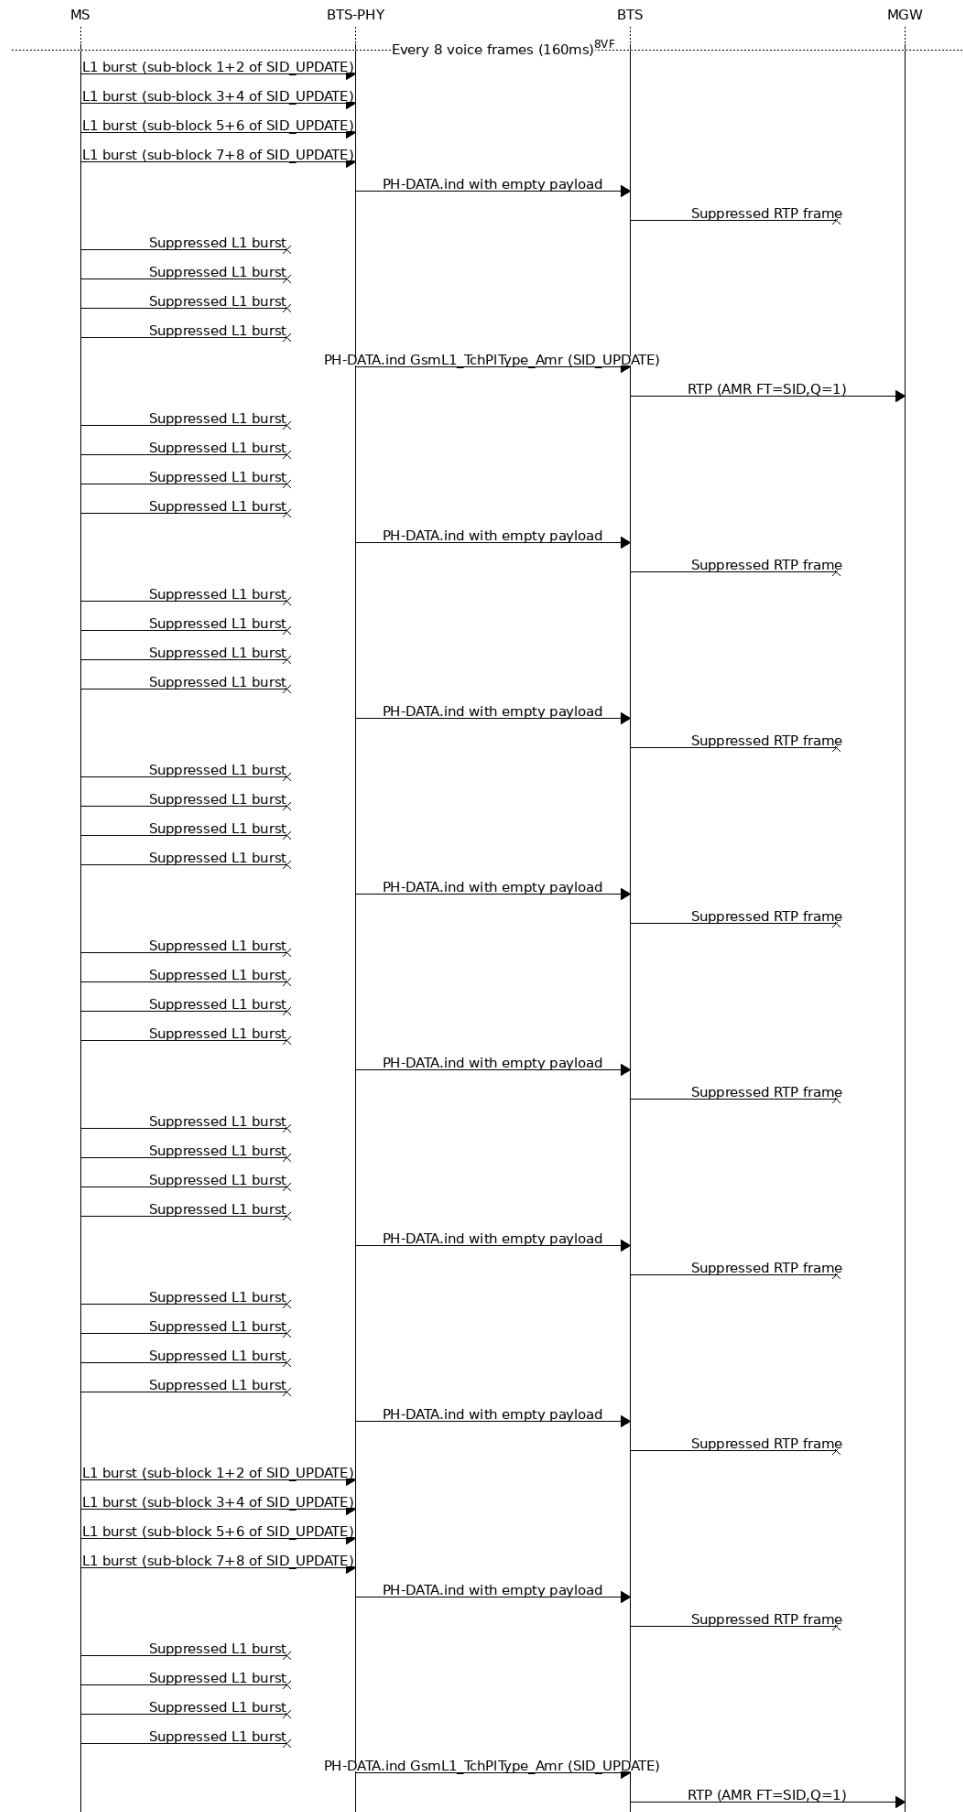 MS BTS-PHY BTS MGW
Every 8 voice frames (160ms) 8VF
L1 burst (sub-block 1+2 of SID_UPDATE)
L1 burst (sub-block 3+4 of SID_UPDATE)
L1 burst (sub-block 5+6 of SID_UPDATE)
L1 burst (sub-block 7+8 of SID_UPDATE)
PH-DATA.ind with empty payload
Suppressed RTP frame
Suppressed L1 burst
Suppressed L1 burst
Suppressed L1 burst
Suppressed L1 burst
PH-DATA.ind GsmL1_TchPlType_Amr (SID_UPDATE)
RTP (AMR FT=SID,Q=1)
Suppressed L1 burst
Suppressed L1 burst
Suppressed L1 burst
Suppressed L1 burst
PH-DATA.ind with empty payload
Suppressed RTP frame
Suppressed L1 burst
Suppressed L1 burst
Suppressed L1 burst
Suppressed L1 burst
PH-DATA.ind with empty payload
Suppressed RTP frame
Suppressed L1 burst
Suppressed L1 burst
Suppressed L1 burst
Suppressed L1 burst
PH-DATA.ind with empty payload
Suppressed RTP frame
Suppressed L1 burst
Suppressed L1 burst
Suppressed L1 burst
Suppressed L1 burst
PH-DATA.ind with empty payload
Suppressed RTP frame
Suppressed L1 burst
Suppressed L1 burst
Suppressed L1 burst
Suppressed L1 burst
PH-DATA.ind with empty payload
Suppressed RTP frame
Suppressed L1 burst
Suppressed L1 burst
Suppressed L1 burst
Suppressed L1 burst
PH-DATA.ind with empty payload
Suppressed RTP frame
L1 burst (sub-block 1+2 of SID_UPDATE)
L1 burst (sub-block 3+4 of SID_UPDATE)
L1 burst (sub-block 5+6 of SID_UPDATE)
L1 burst (sub-block 7+8 of SID_UPDATE)
PH-DATA.ind with empty payload
Suppressed RTP frame
Suppressed L1 burst
Suppressed L1 burst
Suppressed L1 burst
Suppressed L1 burst
PH-DATA.ind GsmL1_TchPlType_Amr (SID_UPDATE)
RTP (AMR FT=SID,Q=1)